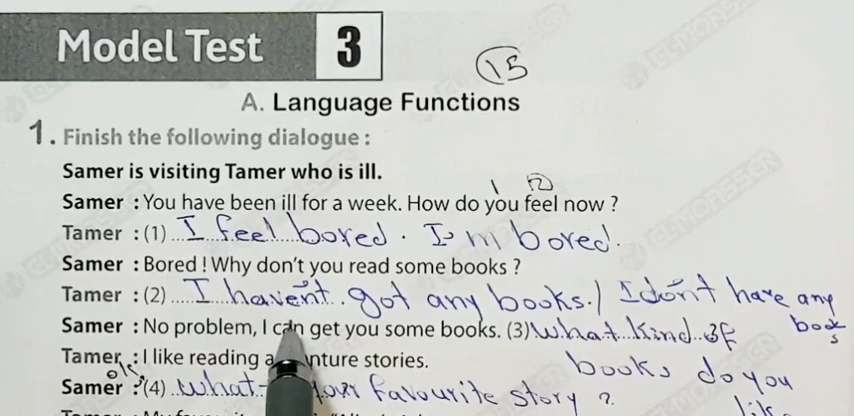 Model Test 3
15
A. Language Functions
1. Finish the following dialogue :
Samer is visiting Tamer who is ill.
1 2
Samer : You have been ill for a week. How do you feel now ?
Tamer : (1) I feel bored. I'm bored.
Samer : Bored ! Why don't you read some books ?
Tamer : (2) I haven't got any books. / I don't have any books
Samer : No problem, I can get you some books. (3) What kind of
books do you
Tamer : I like reading adventure stories.
Samer : (4) What your favourite story ?